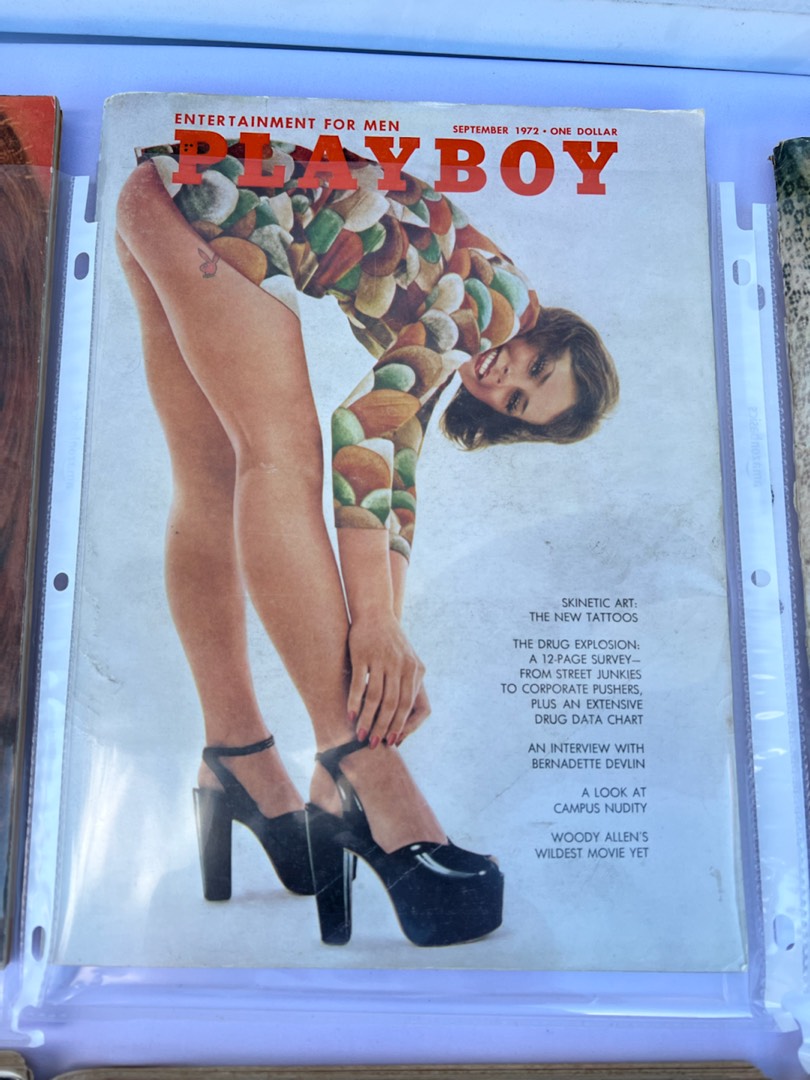 ENTERTAINMENT FOR MEN
SEPTEMBER 1972 • ONE DOLLAR
PLAYBOY
SKINETIC ART:
THE NEW TATTOOS
THE DRUG EXPLOSION:
A 12-PAGE SURVEY—
FROM STREET JUNKIES
TO CORPORATE PUSHERS,
PLUS AN EXTENSIVE
DRUG DATA CHART
AN INTERVIEW WITH
BERNADETTE DEVLIN
A LOOK AT
CAMPUS NUDITY
WOODY ALLEN'S
WILDEST MOVIE YET